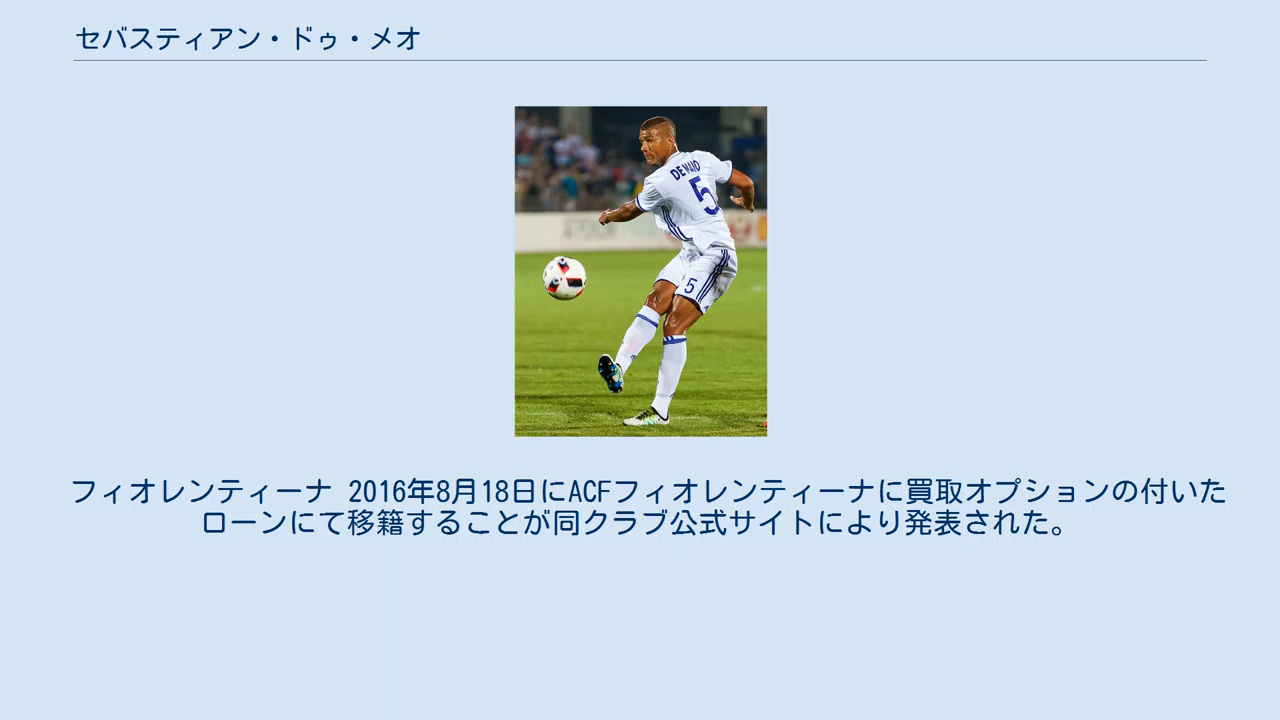 セバスティアン・ドゥ・メオ
DE MAIO
5
5
フィオレンティーナ 2016年8月18日にACFフィオレンティーナに買取オプションの付いた
ローンにて移籍することが同クラブ公式サイトにより発表された。